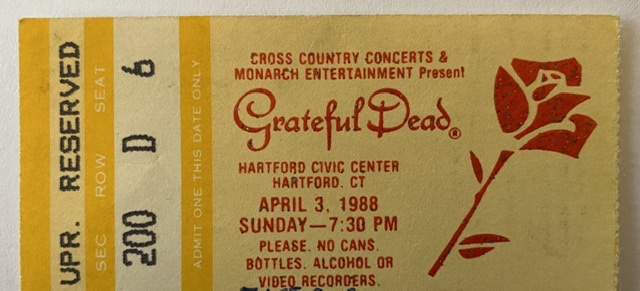 UPR. RESERVED
SEC ROW SEAT
200 D 6
ADMIT ONE THIS DATE ONLY
CROSS COUNTRY CONCERTS &
MONARCH ENTERTAINMENT Present
Grateful Dead®
HARTFORD CIVIC CENTER
HARTFORD, CT
APRIL 3, 1988
SUNDAY—7:30 PM
PLEASE. NO CANS.
BOTTLES. ALCOHOL OR
VIDEO RECORDERS.